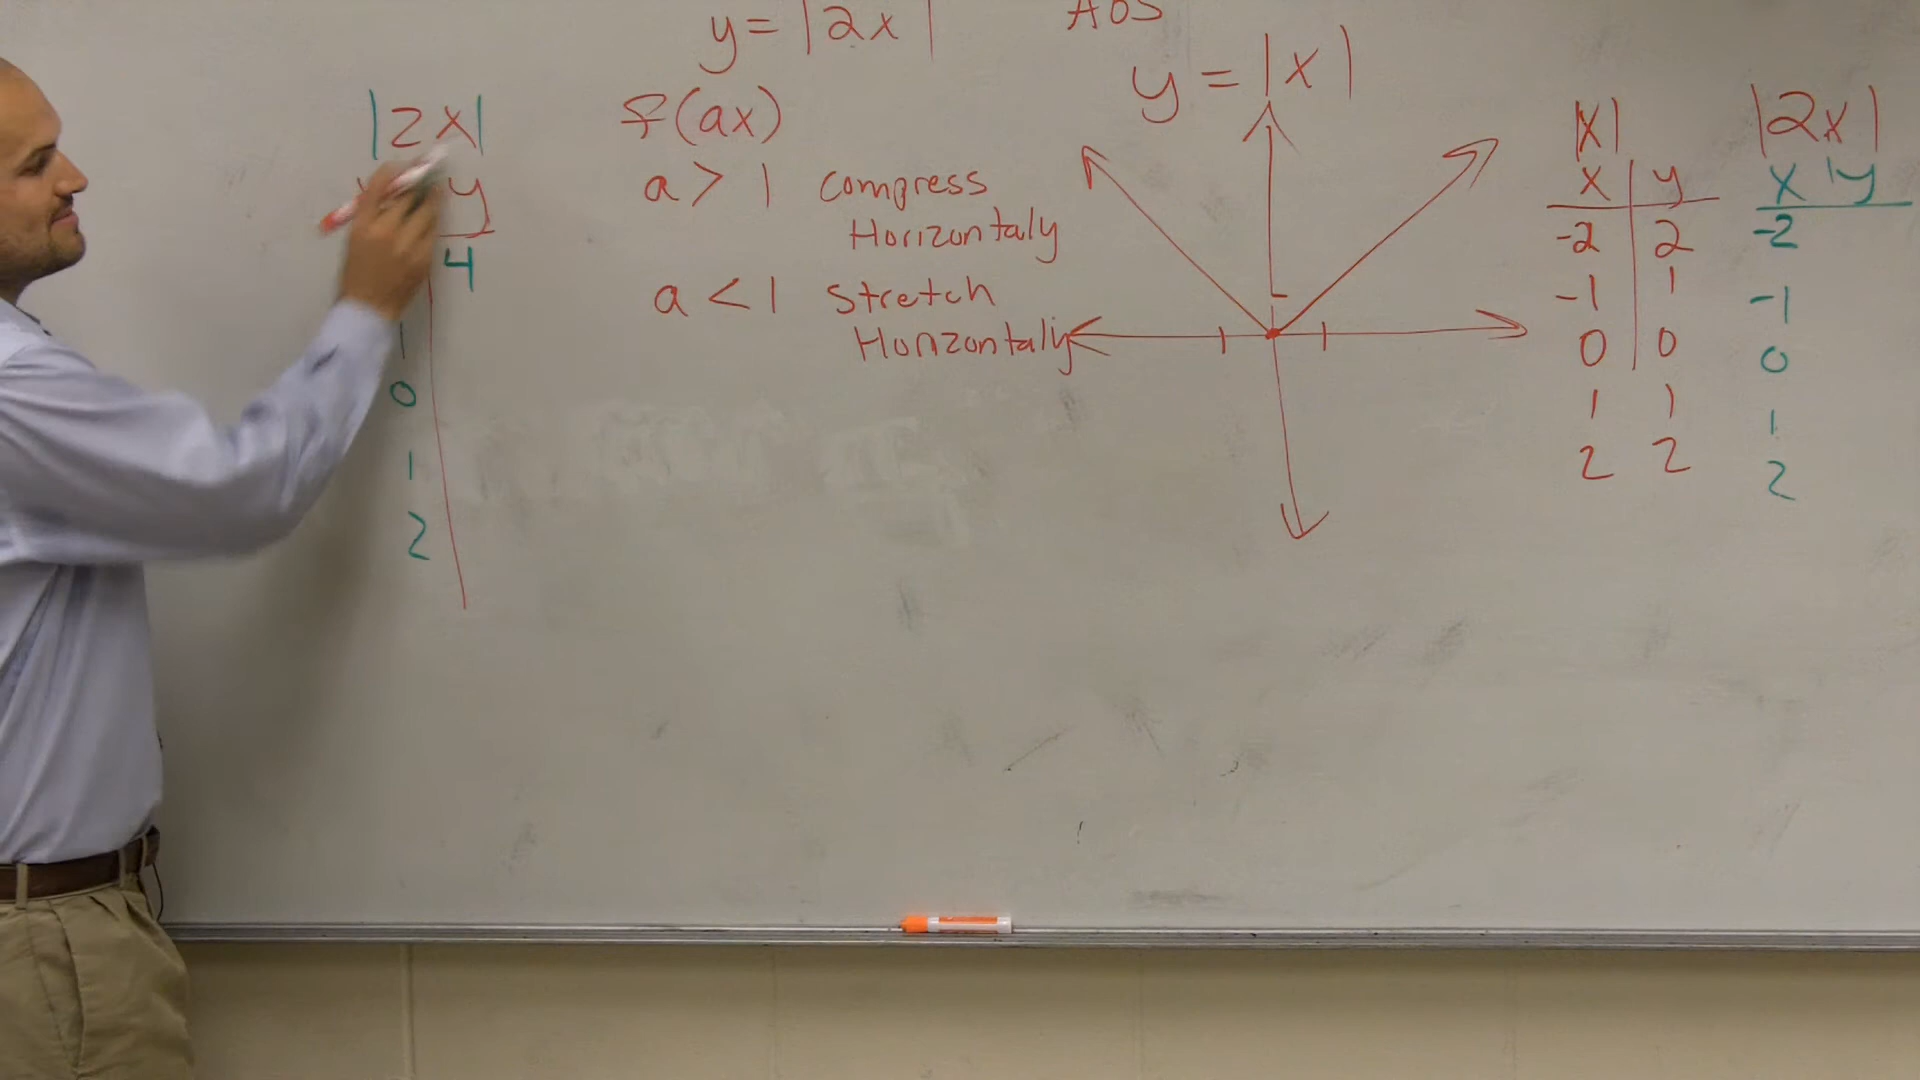 y = |2x|
AOS
|2x|
y
4
1
0
1
2
f(ax)
a > 1 compress
Horizontaly
a < 1 stretch
Horizontaly
y = |x|
|x|
x y
-2 2
-1 1
0 0
1 1
2 2
|2x|
x y
-2
-1
0
1
2